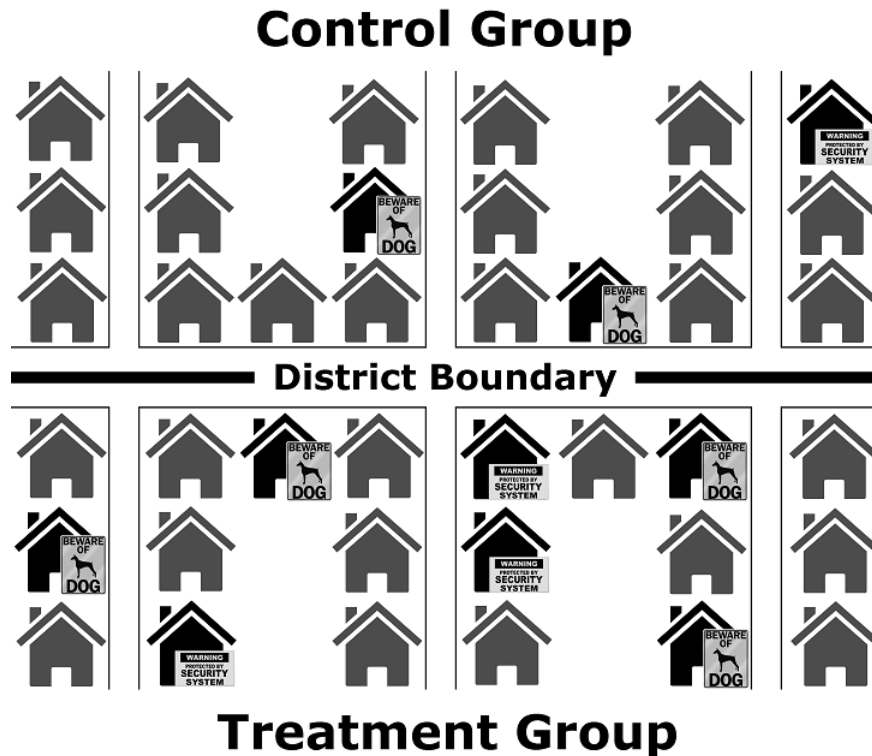 Control Group
WARNING
PROTECTED BY
SECURITY
SYSTEM
BEWARE
OF
DOG
BEWARE
OF
DOG
District Boundary
BEWARE
OF
DOG
WARNING
PROTECTED BY
SECURITY
SYSTEM
BEWARE
OF
DOG
BEWARE
OF
DOG
WARNING
PROTECTED BY
SECURITY
SYSTEM
WARNING
PROTECTED BY
SECURITY
SYSTEM
BEWARE
OF
DOG
Treatment Group